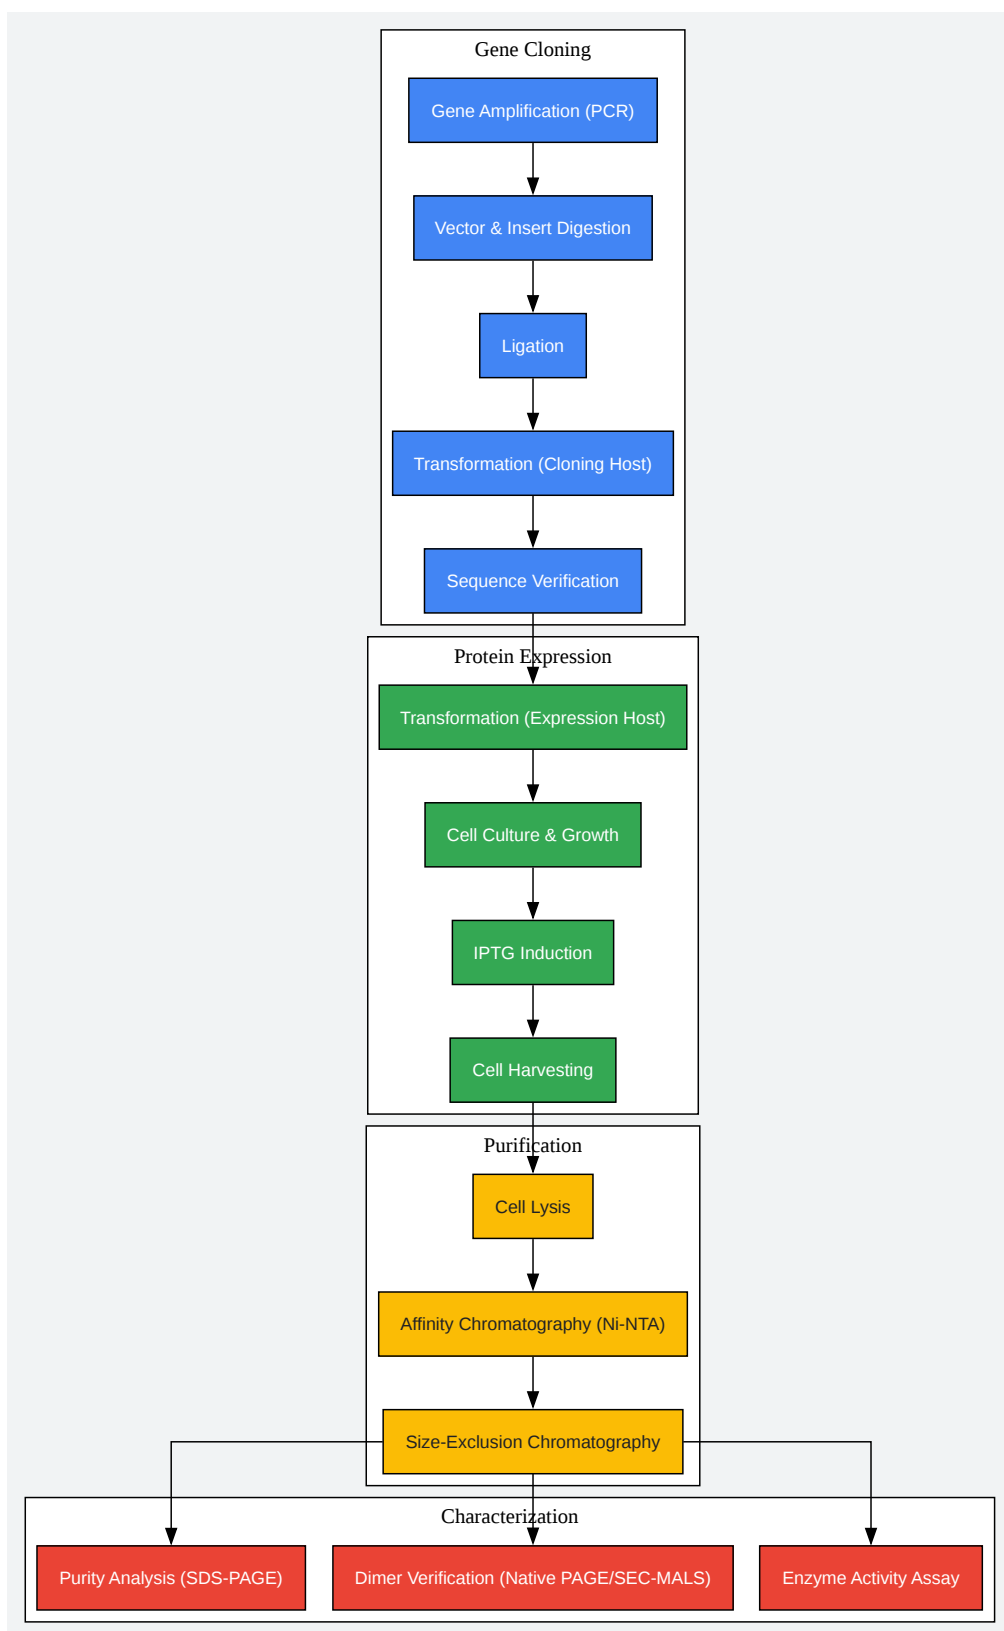 Gene Cloning
Gene Amplification (PCR)
Vector & Insert Digestion
Ligation
Transformation (Cloning Host)
Sequence Verification
Protein Expression
Transformation (Expression Host)
Cell Culture & Growth
IPTG Induction
Cell Harvesting
Purification
Cell Lysis
Affinity Chromatography (Ni-NTA)
Size-Exclusion Chromatography
Characterization
Purity Analysis (SDS-PAGE)
Dimer Verification (Native PAGE/SEC-MALS)
Enzyme Activity Assay